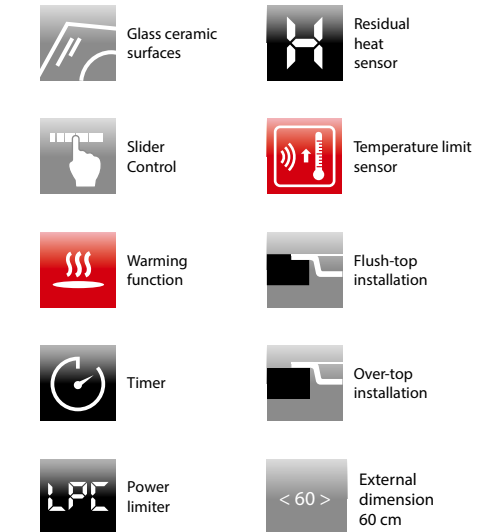 Glass ceramic
surfaces
H
Residual
heat
sensor
Slider
Control
Temperature limit
sensor
Warming
function
Flush-top
installation
Timer
Over-top
installation
LPC
Power
limiter
< 60 >
External
dimension
60 cm